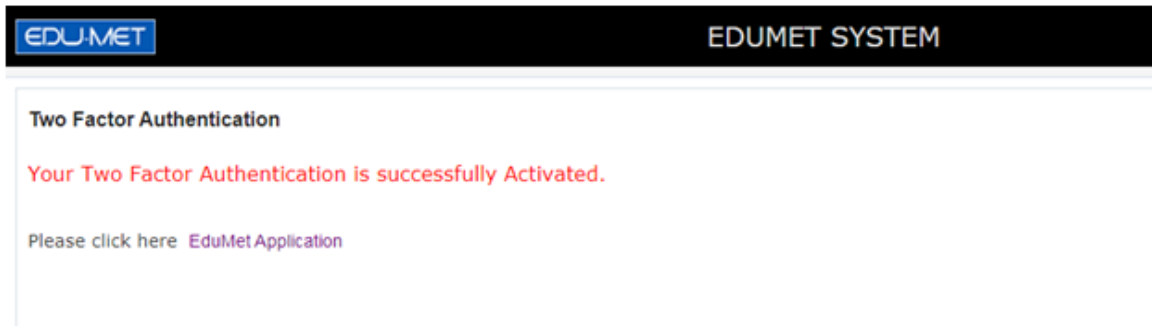 EDU·MET
EDUMET SYSTEM
Two Factor Authentication
Your Two Factor Authentication is successfully Activated.
Please click here EduMet Application